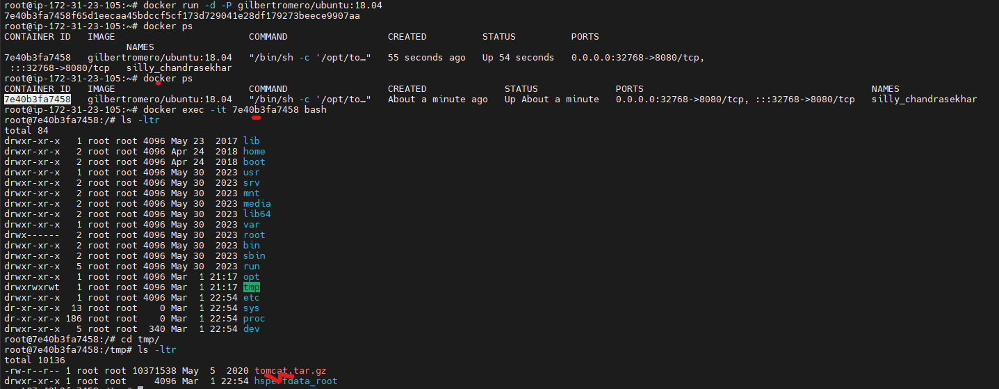 root@ip-172-31-23-105:~# docker run -d -P gilbertromero/ubuntu:18.04
7e40b3fa7458f65d1eecaa45bdccf5cf173d729041e28df179273beece9907aa
root@ip-172-31-23-105:~# docker ps
CONTAINER ID   IMAGE                        COMMAND                  CREATED          STATUS          PORTS
                      NAMES
7e40b3fa7458   gilbertromero/ubuntu:18.04   "/bin/sh -c '/opt/to…"   55 seconds ago   Up 54 seconds   0.0.0.0:32768->8080/tcp,
 :::32768->8080/tcp   silly_chandrasekhar
root@ip-172-31-23-105:~# docker ps
CONTAINER ID   IMAGE                        COMMAND                  CREATED              STATUS              PORTS                                         NAMES
7e40b3fa7458   gilbertromero/ubuntu:18.04   "/bin/sh -c '/opt/to…"   About a minute ago   Up About a minute   0.0.0.0:32768->8080/tcp, :::32768->8080/tcp   silly_chandrasekhar
root@ip-172-31-23-105:~# docker exec -it 7e40b3fa7458 bash
root@7e40b3fa7458:/# ls -ltr
total 84
drwxr-xr-x   1 root root 4096 May 23  2017 lib
drwxr-xr-x   2 root root 4096 Apr 24  2018 home
drwxr-xr-x   2 root root 4096 Apr 24  2018 boot
drwxr-xr-x   1 root root 4096 May 30  2023 usr
drwxr-xr-x   2 root root 4096 May 30  2023 srv
drwxr-xr-x   2 root root 4096 May 30  2023 mnt
drwxr-xr-x   2 root root 4096 May 30  2023 media
drwxr-xr-x   2 root root 4096 May 30  2023 lib64
drwxr-xr-x   1 root root 4096 May 30  2023 var
drwx------   2 root root 4096 May 30  2023 root
drwxr-xr-x   2 root root 4096 May 30  2023 bin
drwxr-xr-x   2 root root 4096 May 30  2023 sbin
drwxr-xr-x   5 root root 4096 May 30  2023 run
drwxr-xr-x   1 root root 4096 Mar  1 21:17 opt
drwxrwxrwt   1 root root 4096 Mar  1 21:17 tmp
drwxr-xr-x   1 root root 4096 Mar  1 22:54 etc
dr-xr-xr-x  13 root root    0 Mar  1 22:54 sys
dr-xr-xr-x 186 root root    0 Mar  1 22:54 proc
drwxr-xr-x   5 root root  340 Mar  1 22:54 dev
root@7e40b3fa7458:/# cd tmp/
root@7e40b3fa7458:/tmp# ls -ltr
total 10136
-rw-r--r-- 1 root root 10371538 May  5  2020 tomcat.tar.gz
drwxr-xr-x 1 root root     4096 Mar  1 22:54 hsperfdata_root